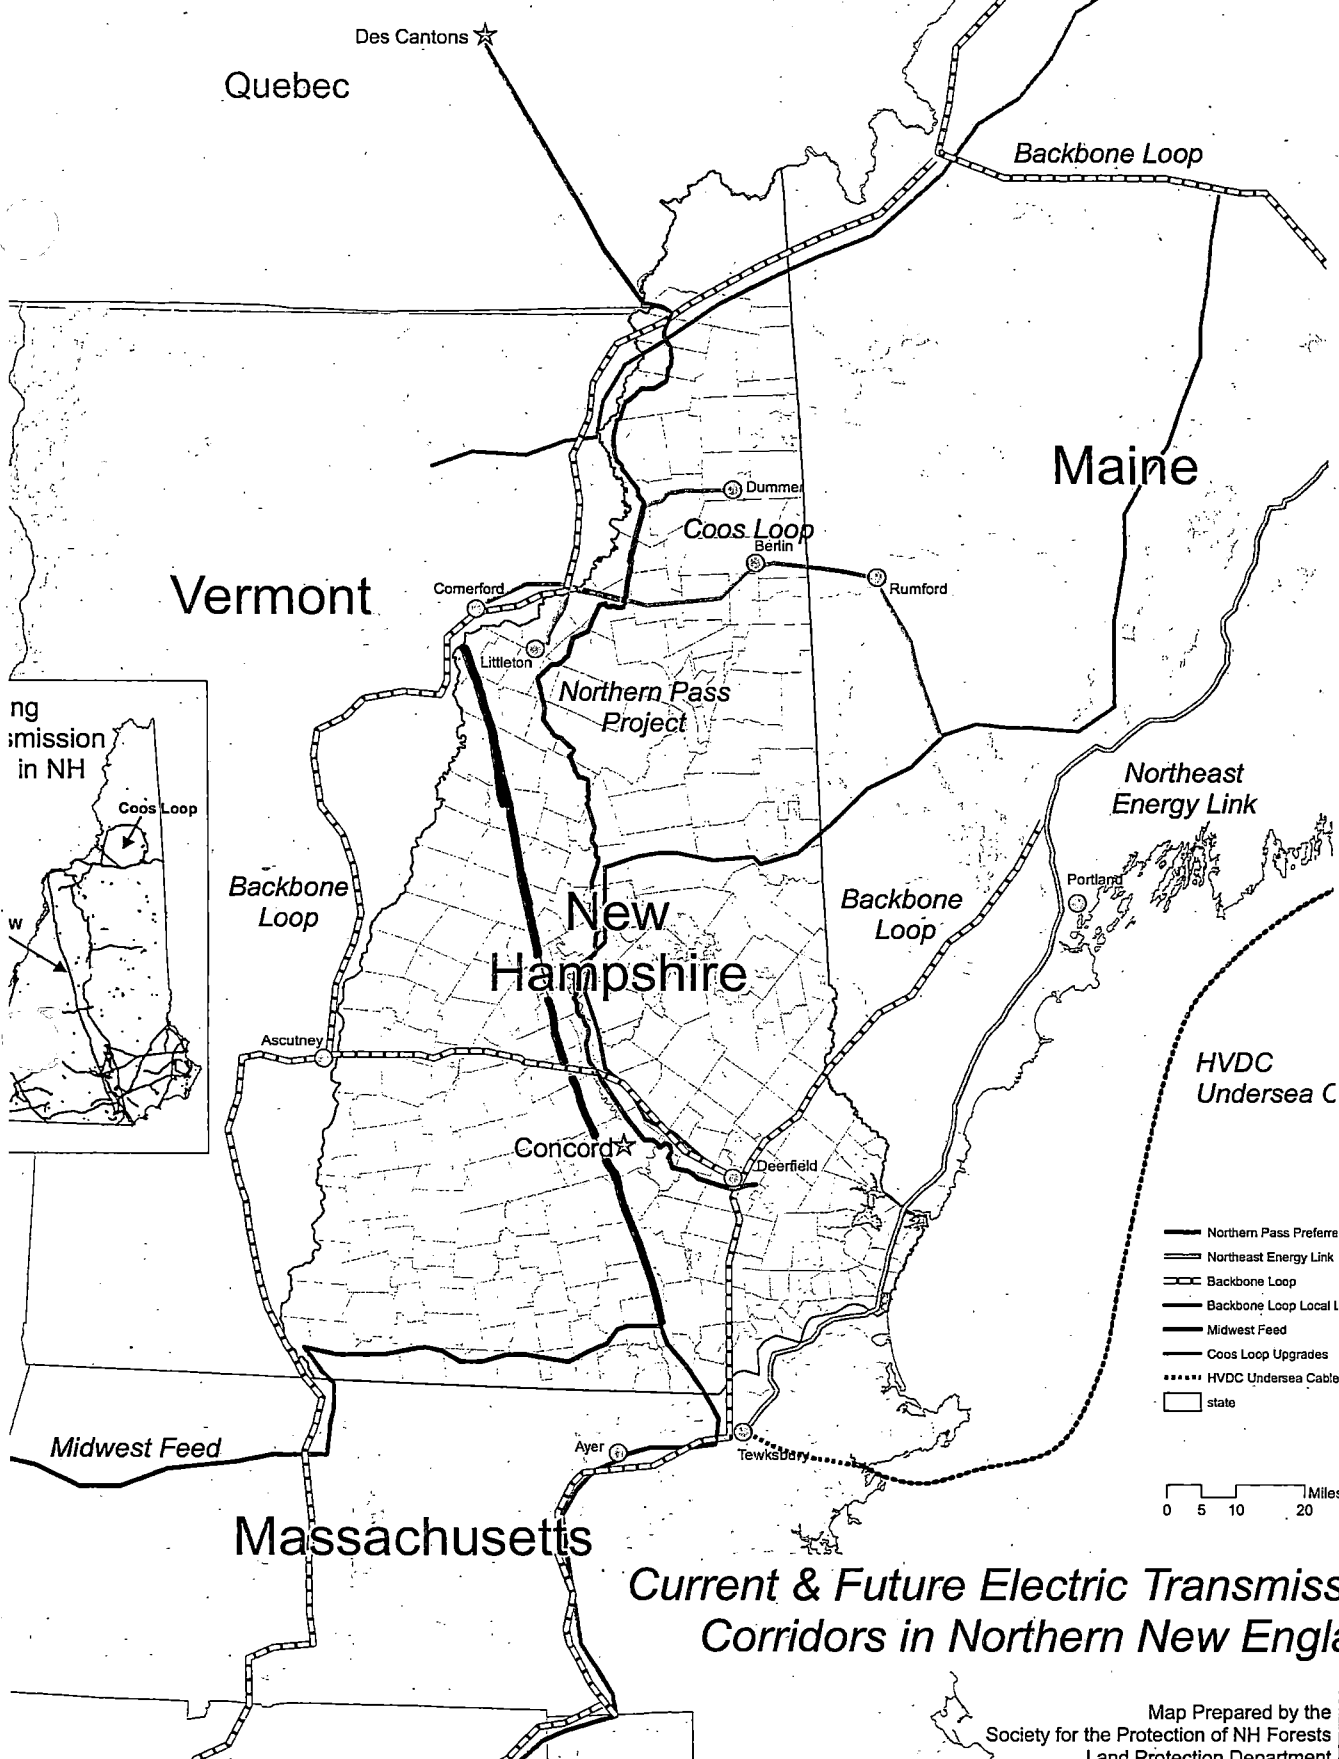 Des Cantons
Quebec
Backbone Loop
Maine
Dummer
Coos Loop
Berlin
Rumford
Vermont
Comerford
Littleton
Northern Pass
Project
ng
smission
in NH
Coos Loop
w
Northeast
Energy Link
Portland
Backbone
Loop
New
Hampshire
Backbone
Loop
Ascutney
HVDC
Undersea C
Concord
Deerfield
Northern Pass Preferre
Northeast Energy Link
Backbone Loop
Backbone Loop Local L
Midwest Feed
Coos Loop Upgrades
HVDC Undersea Cable
state
Midwest Feed
Ayer
Tewksbury
Miles
0 5 10 20
Massachusetts
Current & Future Electric Transmiss
Corridors in Northern New Engla
Map Prepared by the
Society for the Protection of NH Forests
Land Protection Department